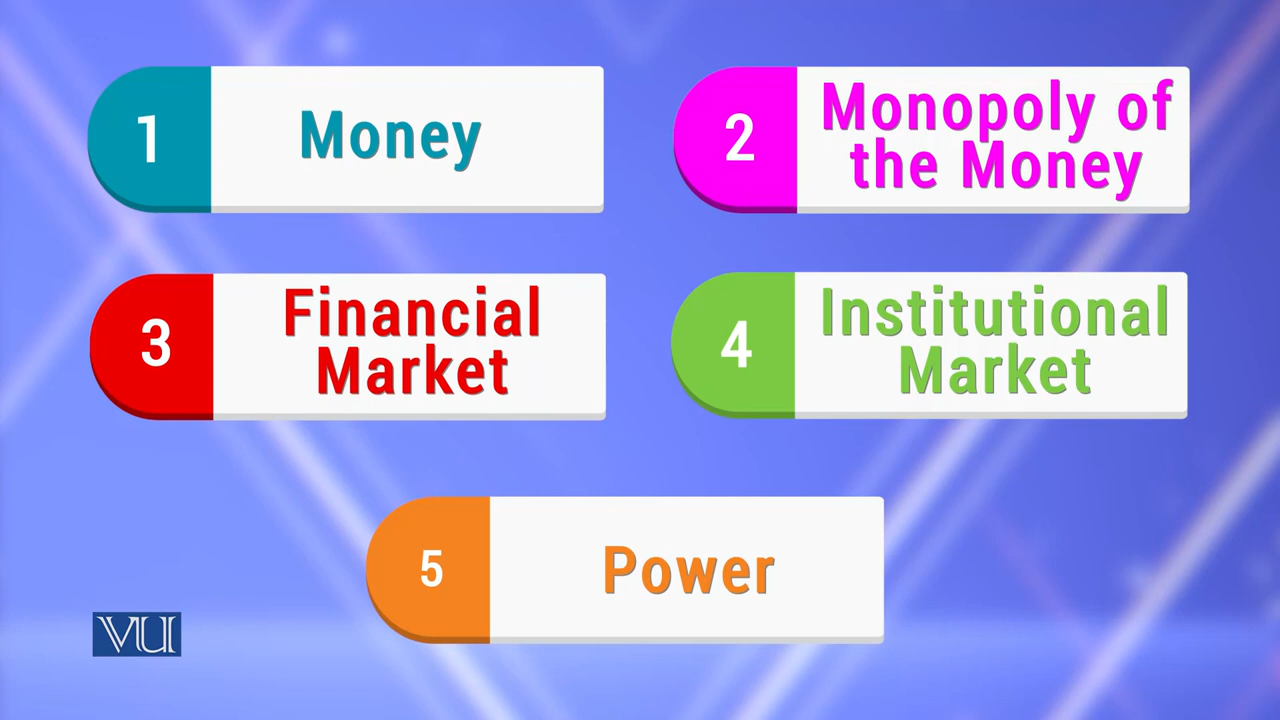 1
Money
2
Monopoly of
the Money
3
Financial
Market
4
Institutional
Market
5
Power
VU